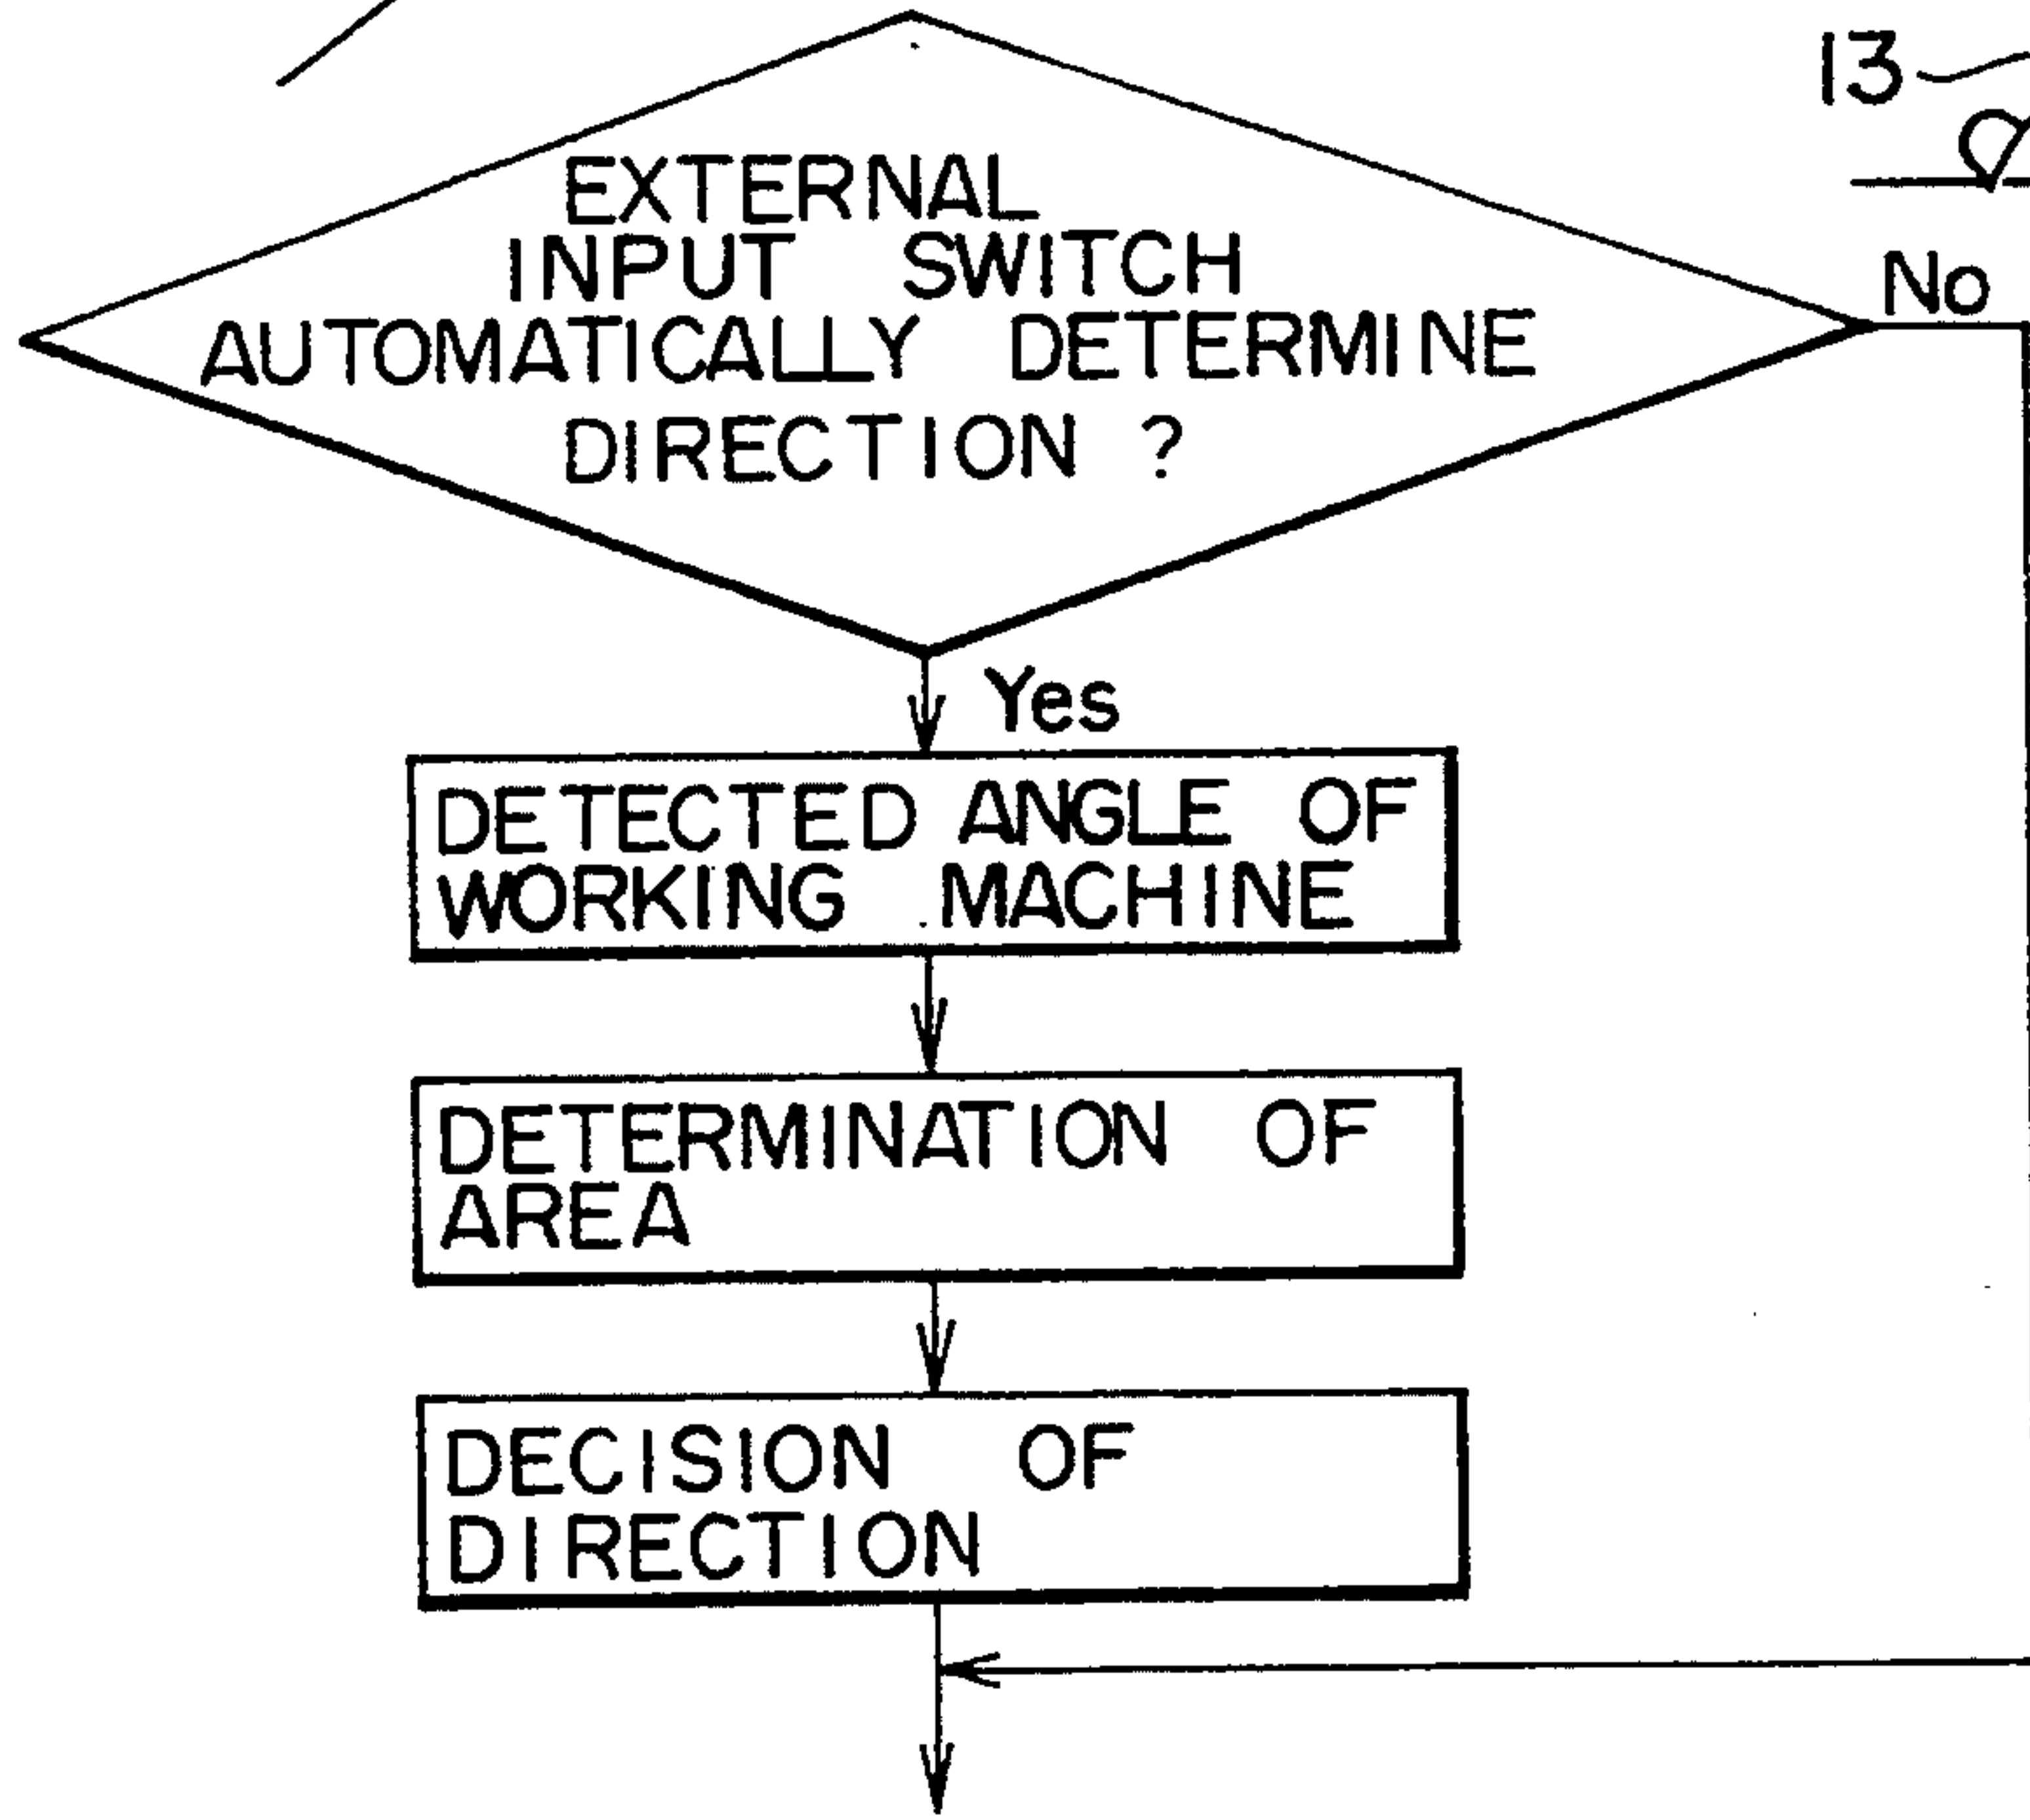 13
EXTERNAL
INPUT SWITCH
AUTOMATICALLY DETERMINE
DIRECTION ?
No
Yes
DETECTED ANGLE OF
WORKING MACHINE
DETERMINATION OF
AREA
DECISION OF
DIRECTION